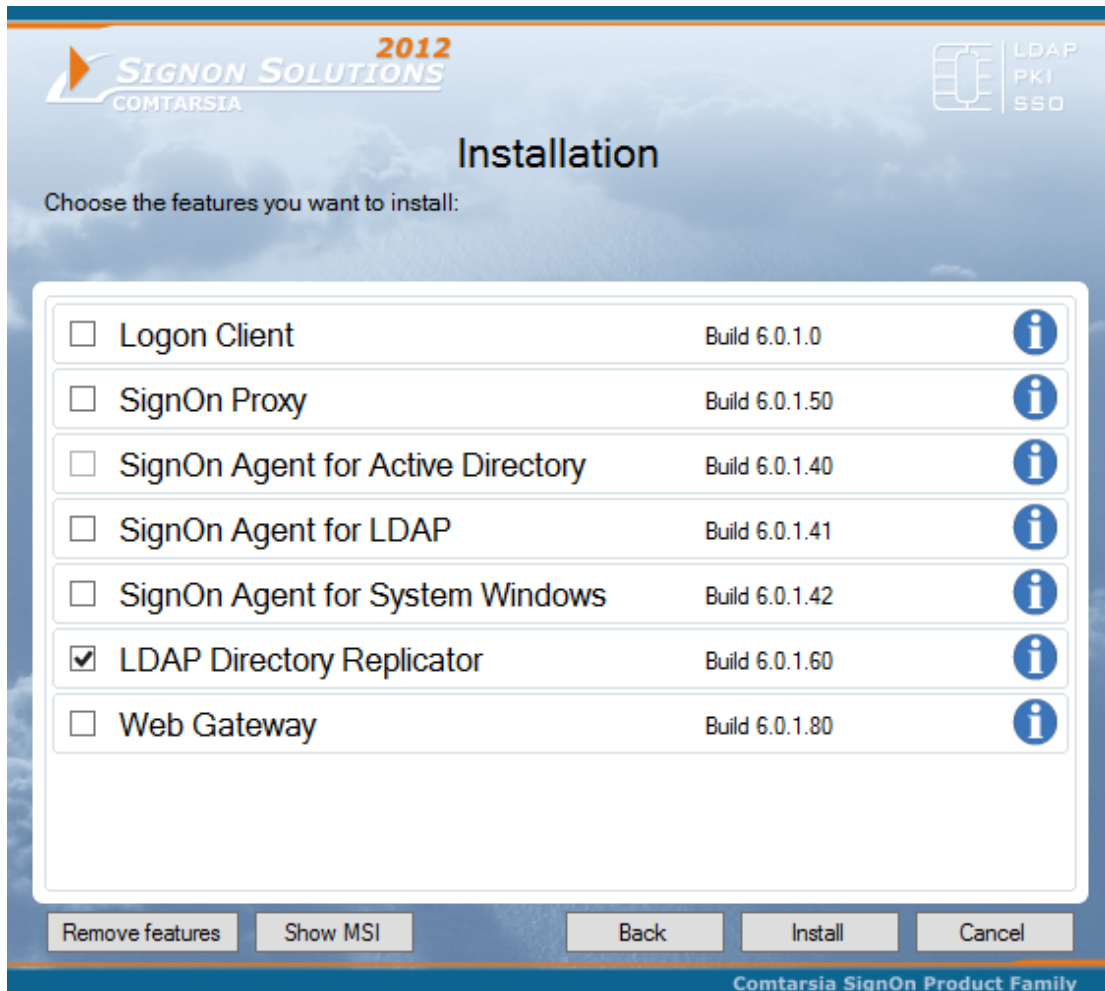 2012
SIGNON SOLUTIONS
COMTARSIA
LDAP
PKI
SSO
Installation
Choose the features you want to install:
Logon Client Build 6.0.1.0
SignOn Proxy Build 6.0.1.50
SignOn Agent for Active Directory Build 6.0.1.40
SignOn Agent for LDAP Build 6.0.1.41
SignOn Agent for System Windows Build 6.0.1.42
LDAP Directory Replicator Build 6.0.1.60
Web Gateway Build 6.0.1.80
Remove features Show MSI Back Install Cancel
Comtarsia SignOn Product Family